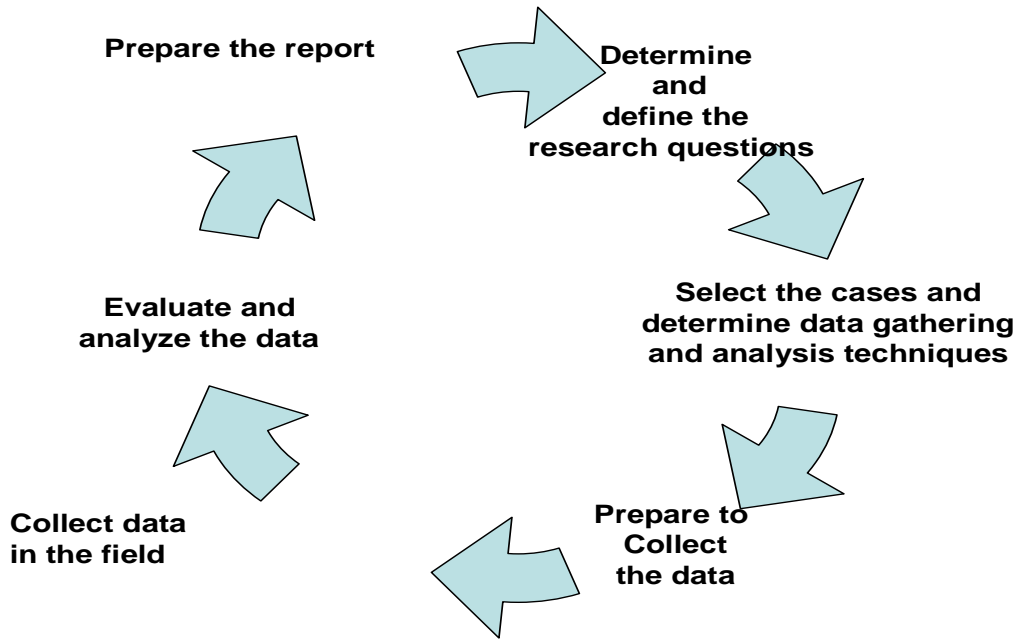 Prepare the report
Determine
and
define the
research questions
Select the cases and
determine data gathering
and analysis techniques
Prepare to
Collect
the data
Collect data
in the field
Evaluate and
analyze the data